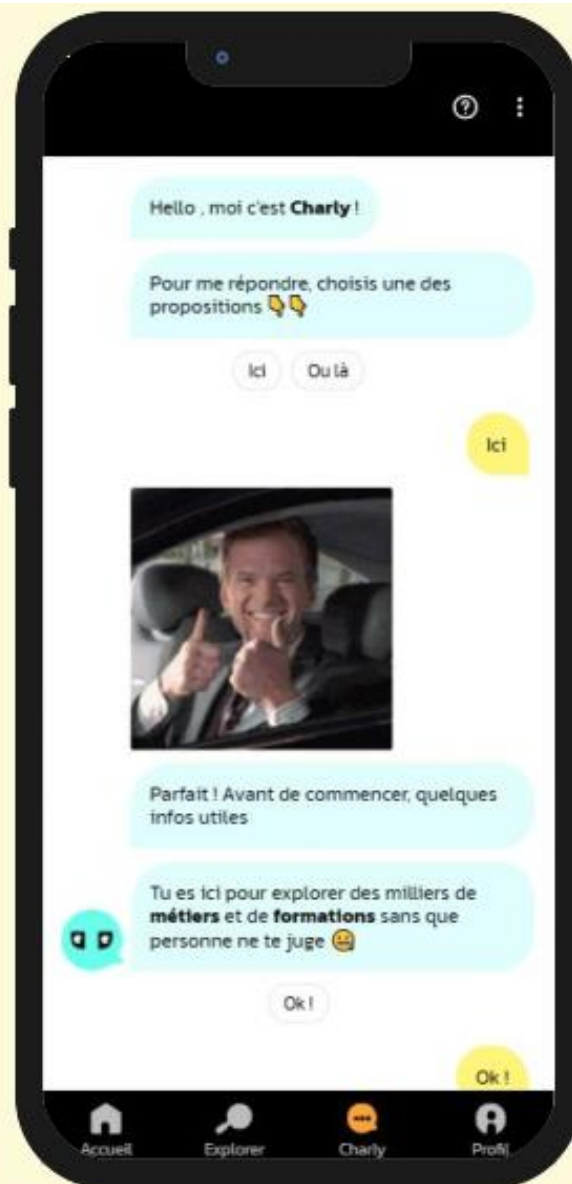 Hello , moi c'est Charly !
Pour me répondre, choisis une des
propositions 👇👇
Ici
Ou là
Ici
Parfait ! Avant de commencer, quelques
infos utiles
Tu es ici pour explorer des milliers de
métiers et de formations sans que
personne ne te juge 🤐
Ok !
Ok !
Accueil
Explorer
Charly
Profil